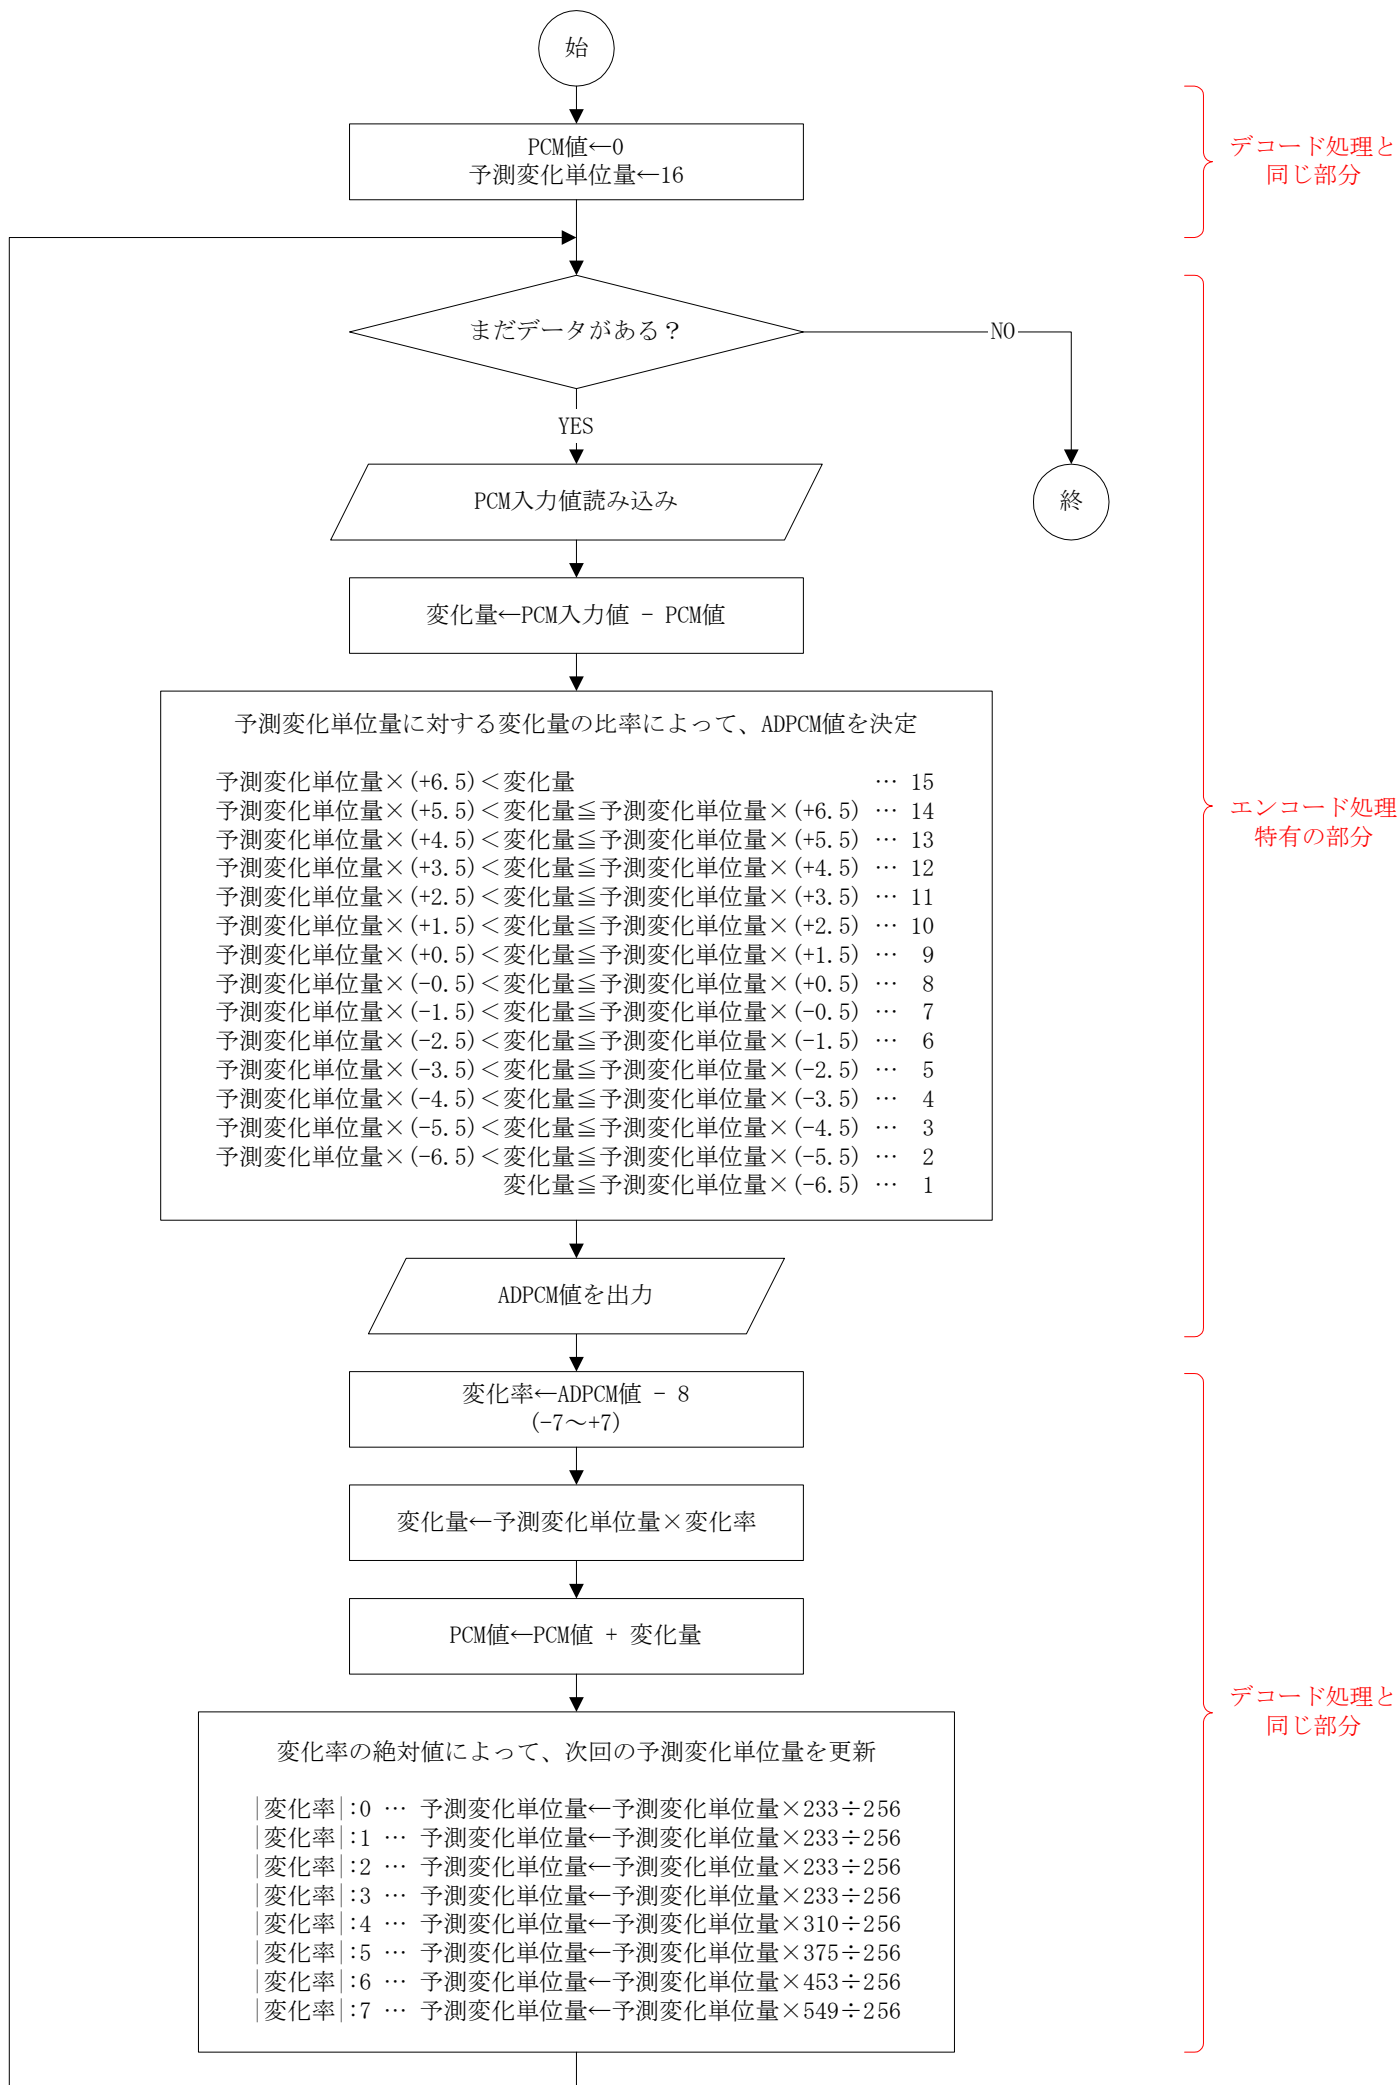 始
PCM値←0
予測変化単位量←16
デコード処理と
同じ部分
まだデータがある？
NO
YES
PCM入力値読み込み
終
変化量←PCM入力値 - PCM値
予測変化単位量に対する変化量の比率によって、ADPCM値を決定
予測変化単位量×(+6.5)＜変化量 … 15
予測変化単位量×(+5.5)＜変化量≦予測変化単位量×(+6.5) … 14
予測変化単位量×(+4.5)＜変化量≦予測変化単位量×(+5.5) … 13
予測変化単位量×(+3.5)＜変化量≦予測変化単位量×(+4.5) … 12
予測変化単位量×(+2.5)＜変化量≦予測変化単位量×(+3.5) … 11
予測変化単位量×(+1.5)＜変化量≦予測変化単位量×(+2.5) … 10
予測変化単位量×(+0.5)＜変化量≦予測変化単位量×(+1.5) … 9
予測変化単位量×(-0.5)＜変化量≦予測変化単位量×(+0.5) … 8
予測変化単位量×(-1.5)＜変化量≦予測変化単位量×(-0.5) … 7
予測変化単位量×(-2.5)＜変化量≦予測変化単位量×(-1.5) … 6
予測変化単位量×(-3.5)＜変化量≦予測変化単位量×(-2.5) … 5
予測変化単位量×(-4.5)＜変化量≦予測変化単位量×(-3.5) … 4
予測変化単位量×(-5.5)＜変化量≦予測変化単位量×(-4.5) … 3
予測変化単位量×(-6.5)＜変化量≦予測変化単位量×(-5.5) … 2
変化量≦予測変化単位量×(-6.5) … 1
エンコード処理
特有の部分
ADPCM値を出力
変化率←ADPCM値 - 8
(-7～+7)
変化量←予測変化単位量×変化率
PCM値←PCM値 + 変化量
デコード処理と
同じ部分
変化率の絶対値によって、次回の予測変化単位量を更新
|変化率|:0 … 予測変化単位量←予測変化単位量×233÷256
|変化率|:1 … 予測変化単位量←予測変化単位量×233÷256
|変化率|:2 … 予測変化単位量←予測変化単位量×233÷256
|変化率|:3 … 予測変化単位量←予測変化単位量×233÷256
|変化率|:4 … 予測変化単位量←予測変化単位量×310÷256
|変化率|:5 … 予測変化単位量←予測変化単位量×375÷256
|変化率|:6 … 予測変化単位量←予測変化単位量×453÷256
|変化率|:7 … 予測変化単位量←予測変化単位量×549÷256